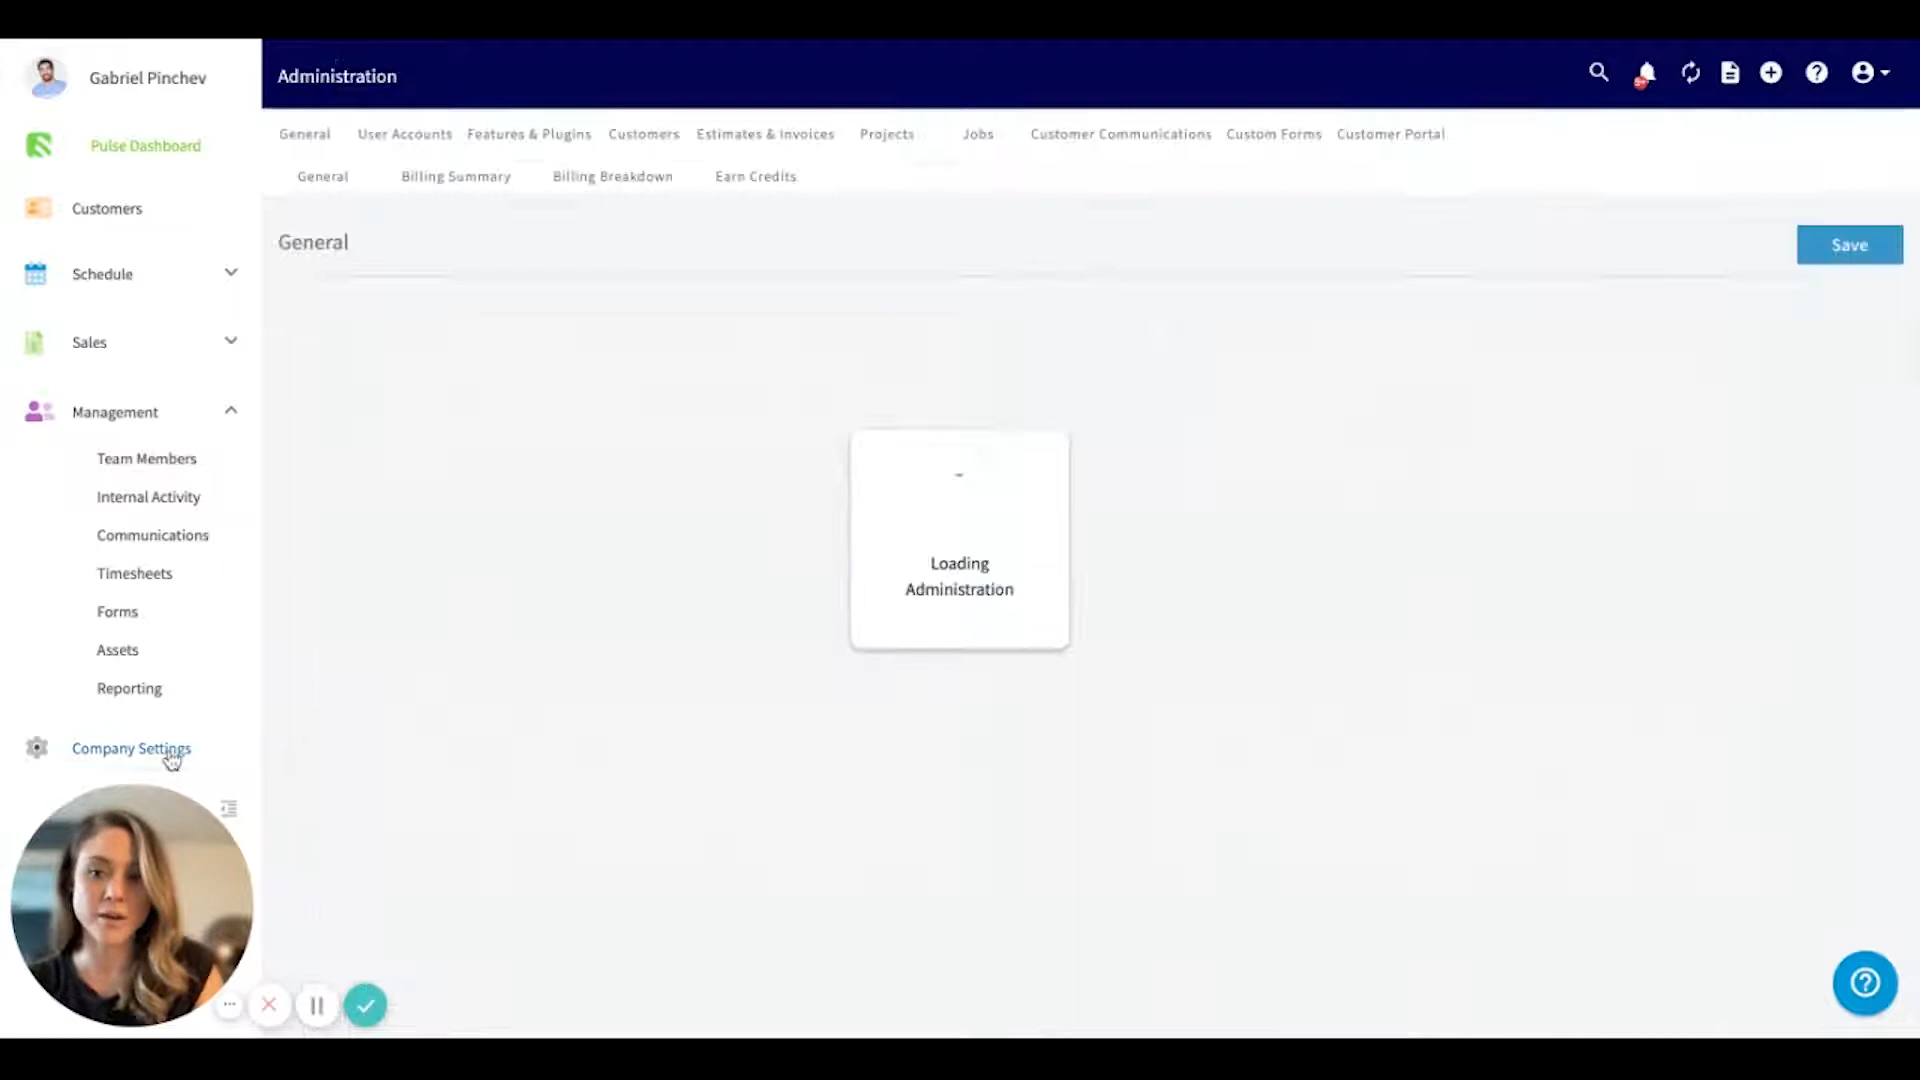 Gabriel Pinchev
Administration
Pulse Dashboard
Customers
Schedule
Sales
Management
Team Members
Internal Activity
Communications
Timesheets
Forms
Assets
Reporting
Company Settings
General User Accounts Features & Plugins Customers Estimates & Invoices Projects Jobs Customer Communications Custom Forms Customer Portal
General Billing Summary Billing Breakdown Earn Credits
General
Save
Loading
Administration